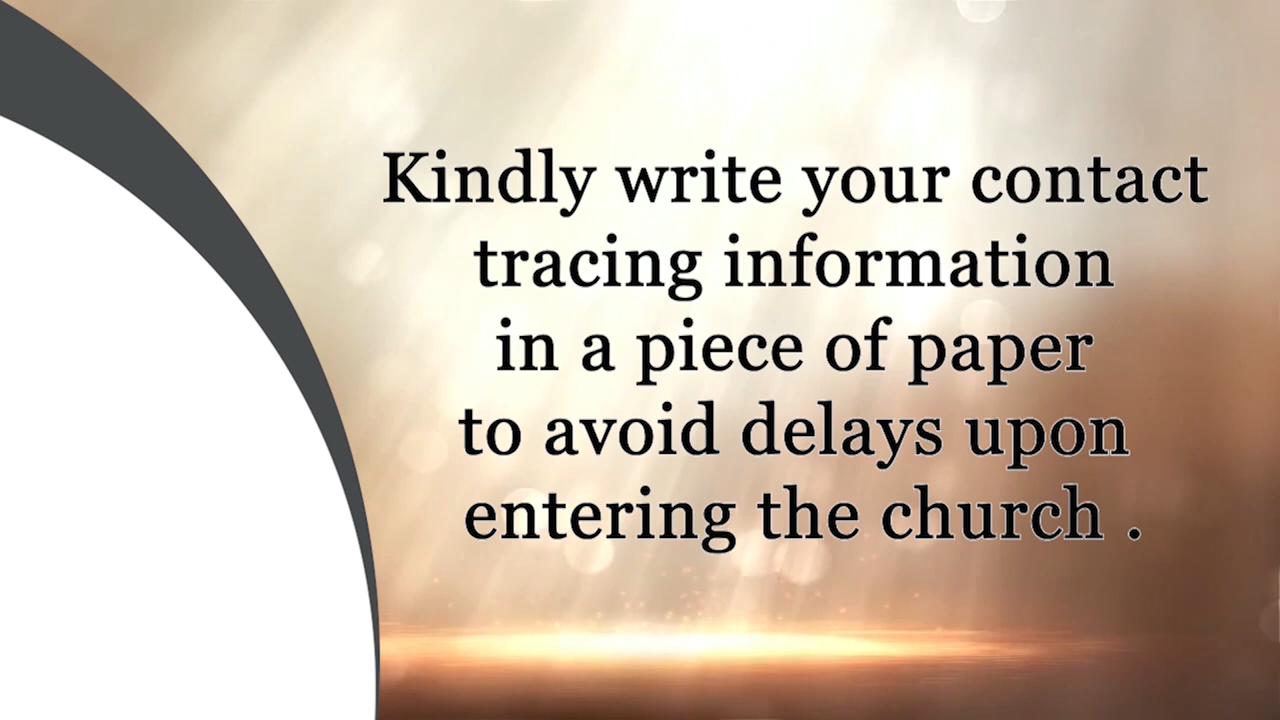 Kindly write your contact
tracing information
in a piece of paper
to avoid delays upon
entering the church .